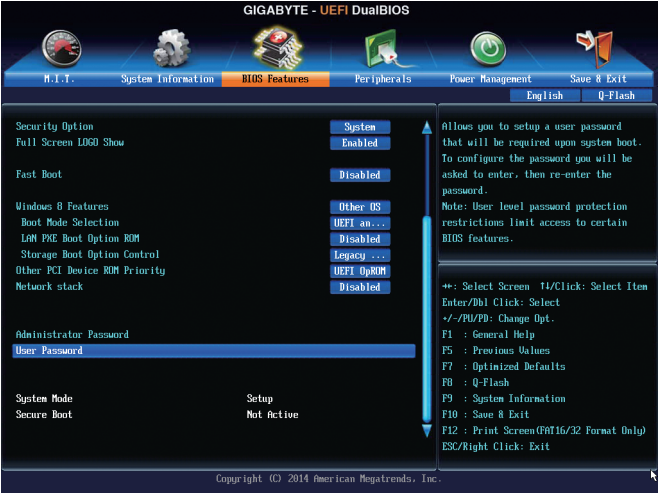 GIGABYTE - UEFI DualBIOS
M.I.T. System Information BIOS Features Peripherals Power Management Save & Exit
English Q-Flash
Security Option System
Full Screen LOGO Show Enabled
Fast Boot Disabled
Windows 8 Features Other OS
Boot Mode Selection UEFI an...
LAN PXE Boot Option ROM Disabled
Storage Boot Option Control Legacy ...
Other PCI Device ROM Priority UEFI OpROM
Network stack Disabled
Administrator Password
User Password
System Mode Setup
Secure Boot Not Active
Allows you to setup a user password
that will be required upon system boot.
To configure the password you will be
asked to enter, then re-enter the
password.
Note: User level password protection
restrictions limit access to certain
BIOS features.
→←: Select Screen ↑↓/Click: Select Item
Enter/Dbl Click: Select
+/-/PU/PD: Change Opt.
F1 : General Help
F5 : Previous Values
F7 : Optimized Defaults
F8 : Q-Flash
F9 : System Information
F10 : Save & Exit
F12 : Print Screen(FAT16/32 Format Only)
ESC/Right Click: Exit
Copyright (C) 2014 American Megatrends, Inc.